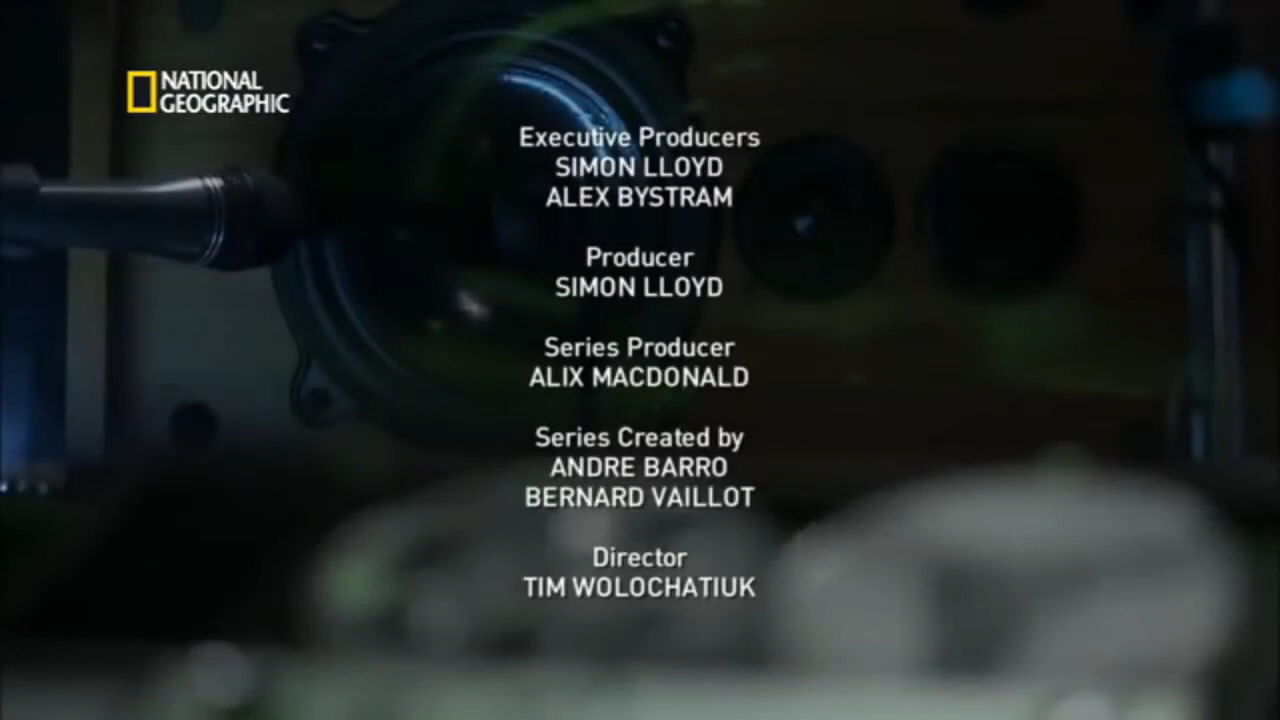 NATIONAL
GEOGRAPHIC
Executive Producers
SIMON LLOYD
ALEX BYSTRAM
Producer
SIMON LLOYD
Series Producer
ALIX MACDONALD
Series Created by
ANDRE BARRO
BERNARD VAILLOT
Director
TIM WOLOCHATIUK